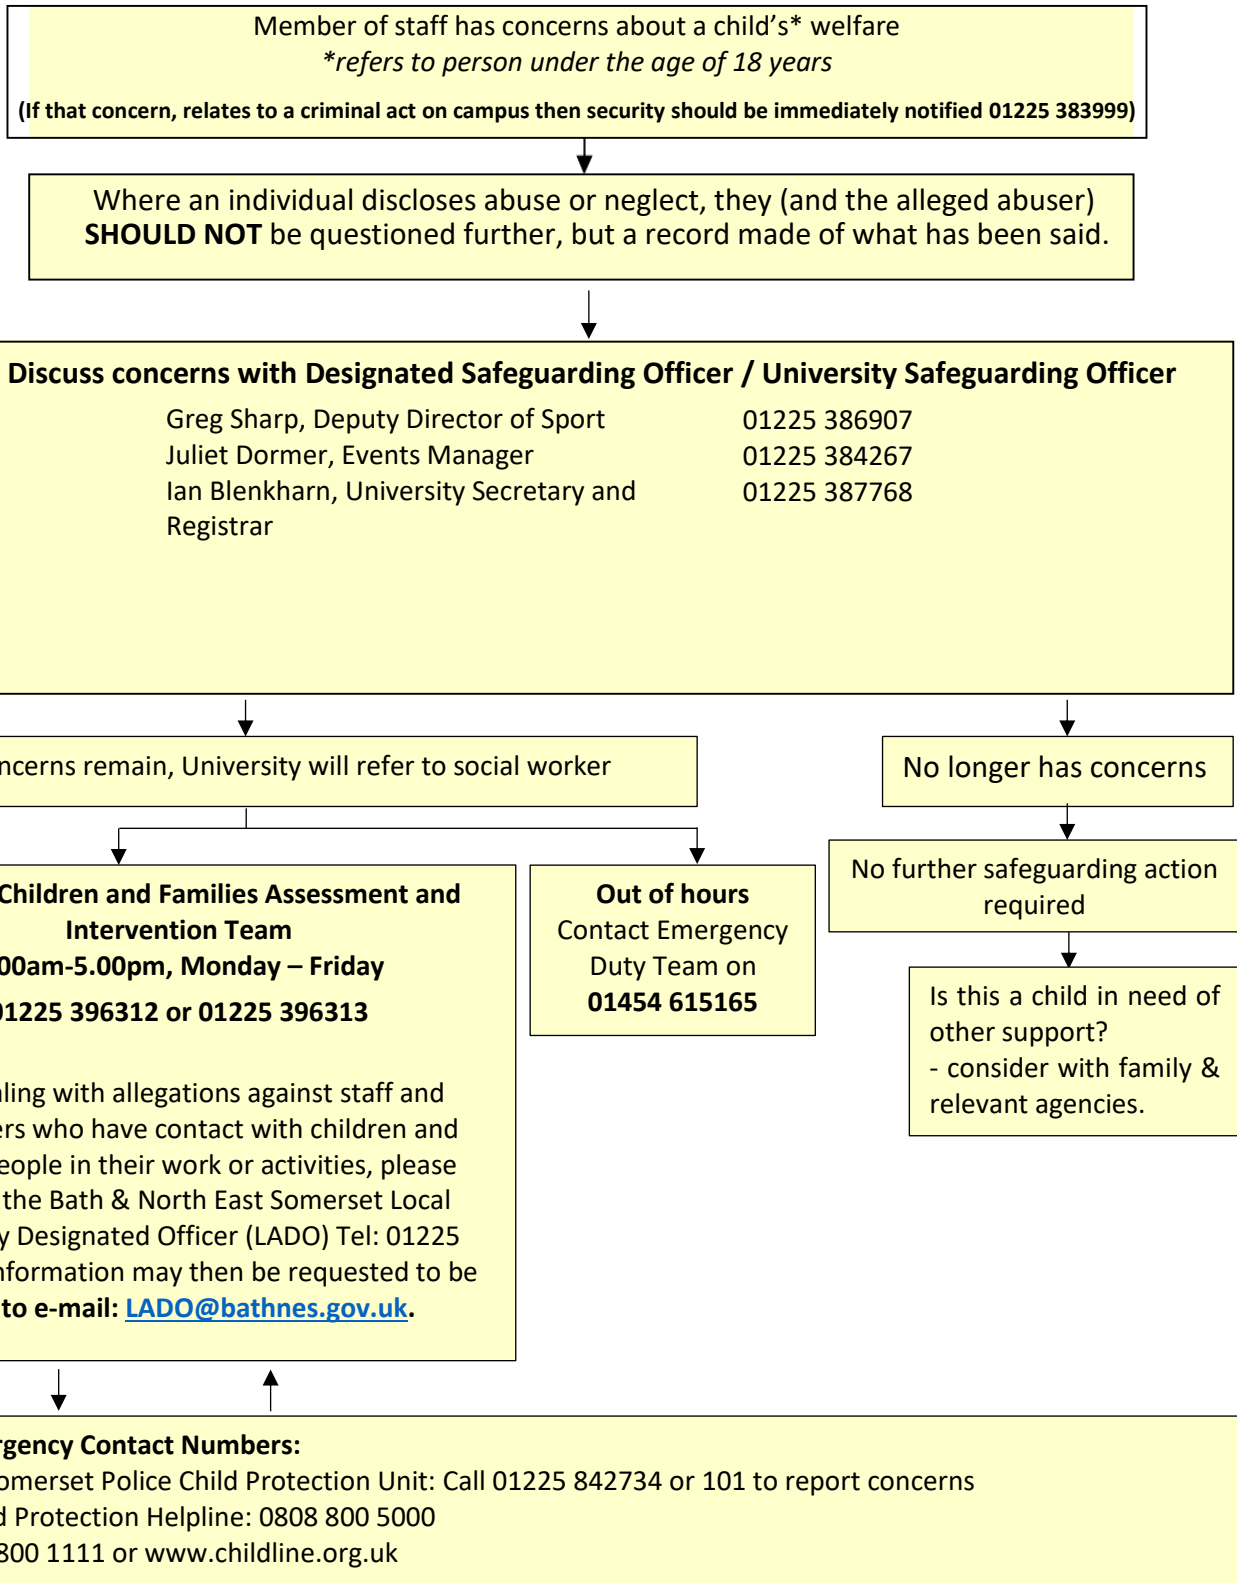 Member of staff has concerns about a child's* welfare
*refers to person under the age of 18 years
(If that concern, relates to a criminal act on campus then security should be immediately notified 01225 383999)
Where an individual discloses abuse or neglect, they (and the alleged abuser)
SHOULD NOT be questioned further, but a record made of what has been said.
Discuss concerns with Designated Safeguarding Officer / University Safeguarding Officer
Greg Sharp, Deputy Director of Sport 01225 386907
Juliet Dormer, Events Manager 01225 384267
Ian Blenkharn, University Secretary and 01225 387768
Registrar
remain, University will refer to social worker
No longer has concerns
Children and Families Assessment and
Intervention Team
00am-5.00pm, Monday – Friday
01225 396312 or 01225 396313
with allegations against staff and
who have contact with children and
in their work or activities, please
the Bath & North East Somerset Local
Designated Officer (LADO) Tel: 01225
information may then be requested to be
to e-mail: LADO@bathnes.gov.uk.
Out of hours
Contact Emergency
Duty Team on
01454 615165
No further safeguarding action
required
Is this a child in need of
other support?
- consider with family &
relevant agencies.
Contact Numbers:
Somerset Police Child Protection Unit: Call 01225 842734 or 101 to report concerns
Protection Helpline: 0808 800 5000
800 1111 or www.childline.org.uk